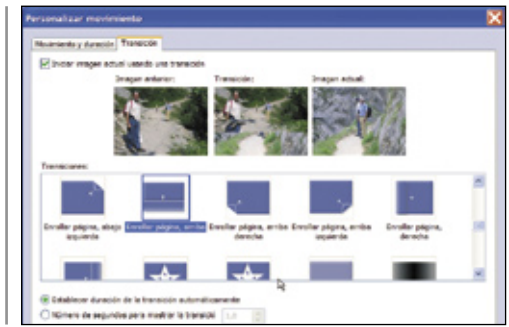 Personalizar movimiento
Movimiento y duración Transición
Iniciar imagen actual usando una transición
Imagen anterior: Transición: Imagen actual:
Transiciones:
Enrollar página, abajo izquierda
Enrollar página, arriba
Enrollar página, arriba derecha
Enrollar página, arriba izquierda
Enrollar página, derecha
Establecer duración de la transición automáticamente
Número de segundos para mostrar la transición